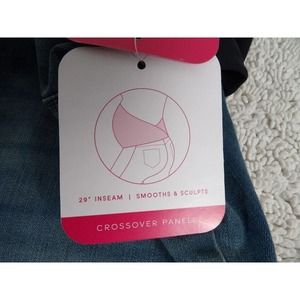 29" INSEAM | SMOOTHS & SCULPTS
CROSSOVER PANEL